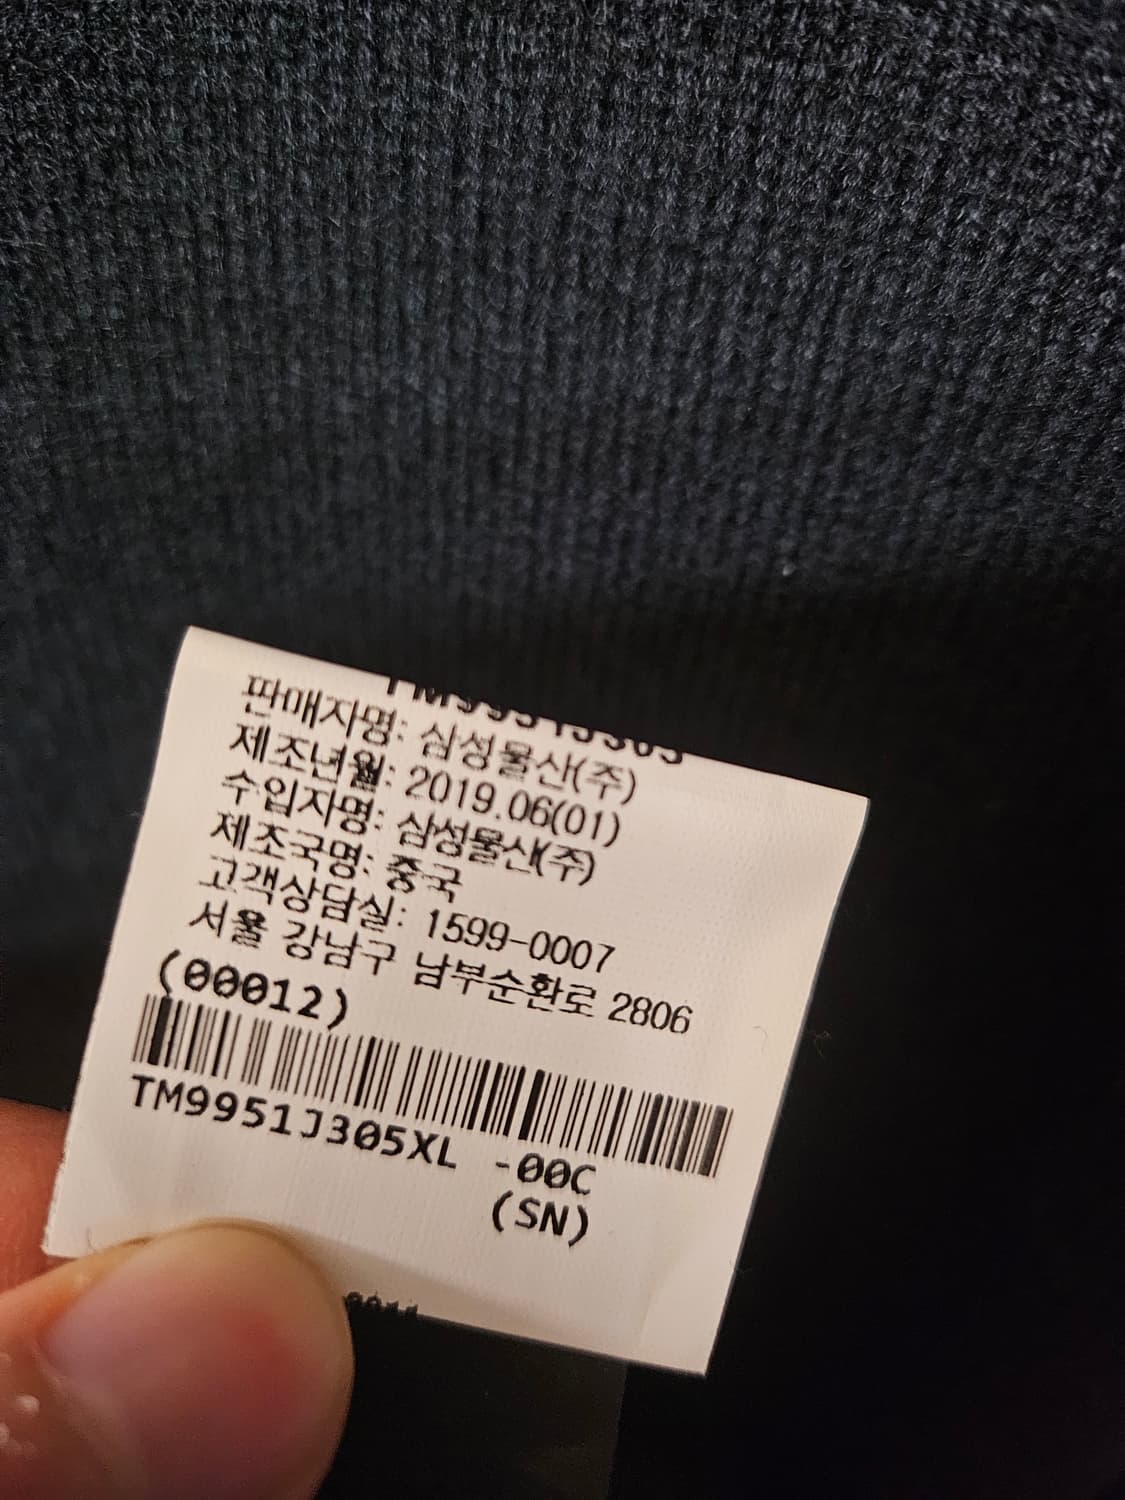 판매자명: 삼성물산(주)
제조년월: 2019.06(01)
수입자명: 삼성물산(주)
제조국명: 중국
고객상담실: 1599-0007
서울 강남구 남부순환로 2806
(00012)
TM9951J305XL -00C
(SN)